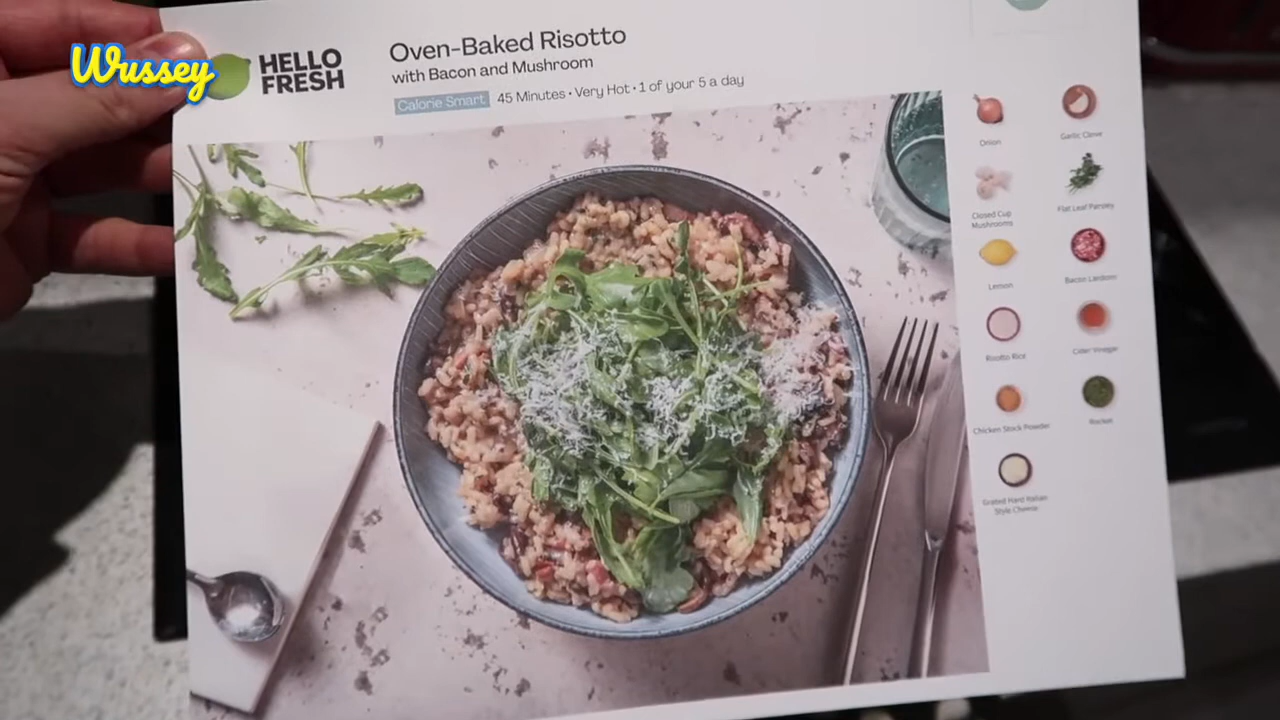 Wussey
HELLO
FRESH
Oven-Baked Risotto
with Bacon and Mushroom
Calorie Smart 45 Minutes • Very Hot • 1 of your 5 a day
Onion
Garlic Clove
Closed Cup
Mushrooms
Flat Leaf Parsley
Lemon
Bacon Lardons
Risotto Rice
Cider Vinegar
Chicken Stock Powder
Rocket
Grated Hard Italian
Style Cheese